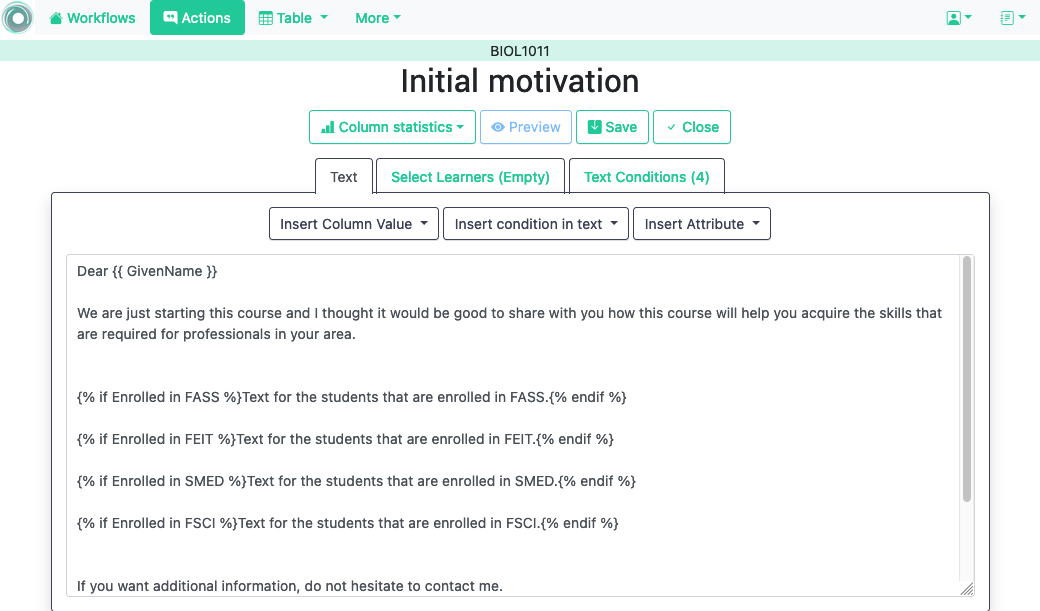 Workflows Actions Table More
BIOL1011
Initial motivation
Column statistics Preview Save Close
Text Select Learners (Empty) Text Conditions (4)
Insert Column Value Insert condition in text Insert Attribute
Dear {{ GivenName }}
We are just starting this course and I thought it would be good to share with you how this course will help you acquire the skills that
are required for professionals in your area.
{% if Enrolled in FASS %}Text for the students that are enrolled in FASS.{% endif %}
{% if Enrolled in FEIT %}Text for the students that are enrolled in FEIT.{% endif %}
{% if Enrolled in SMED %}Text for the students that are enrolled in SMED.{% endif %}
{% if Enrolled in FSCI %}Text for the students that are enrolled in FSCI.{% endif %}
If you want additional information, do not hesitate to contact me.